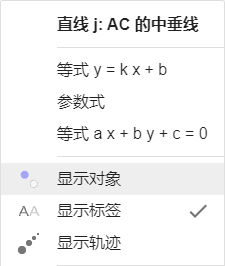 直线 j: AC 的中垂线
等式 y = k x + b
参数式
等式 a x + b y + c = 0
显示对象
AA 显示标签
显示轨迹